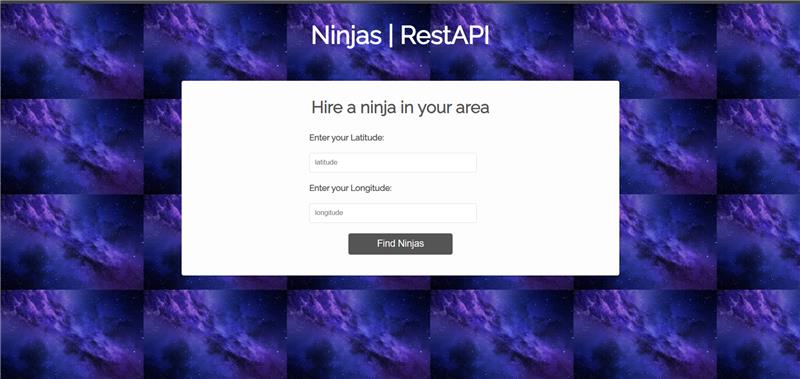 Ninjas | RestAPI
Hire a ninja in your area
Enter your Latitude:
latitude
Enter your Longitude:
longitude
Find Ninjas